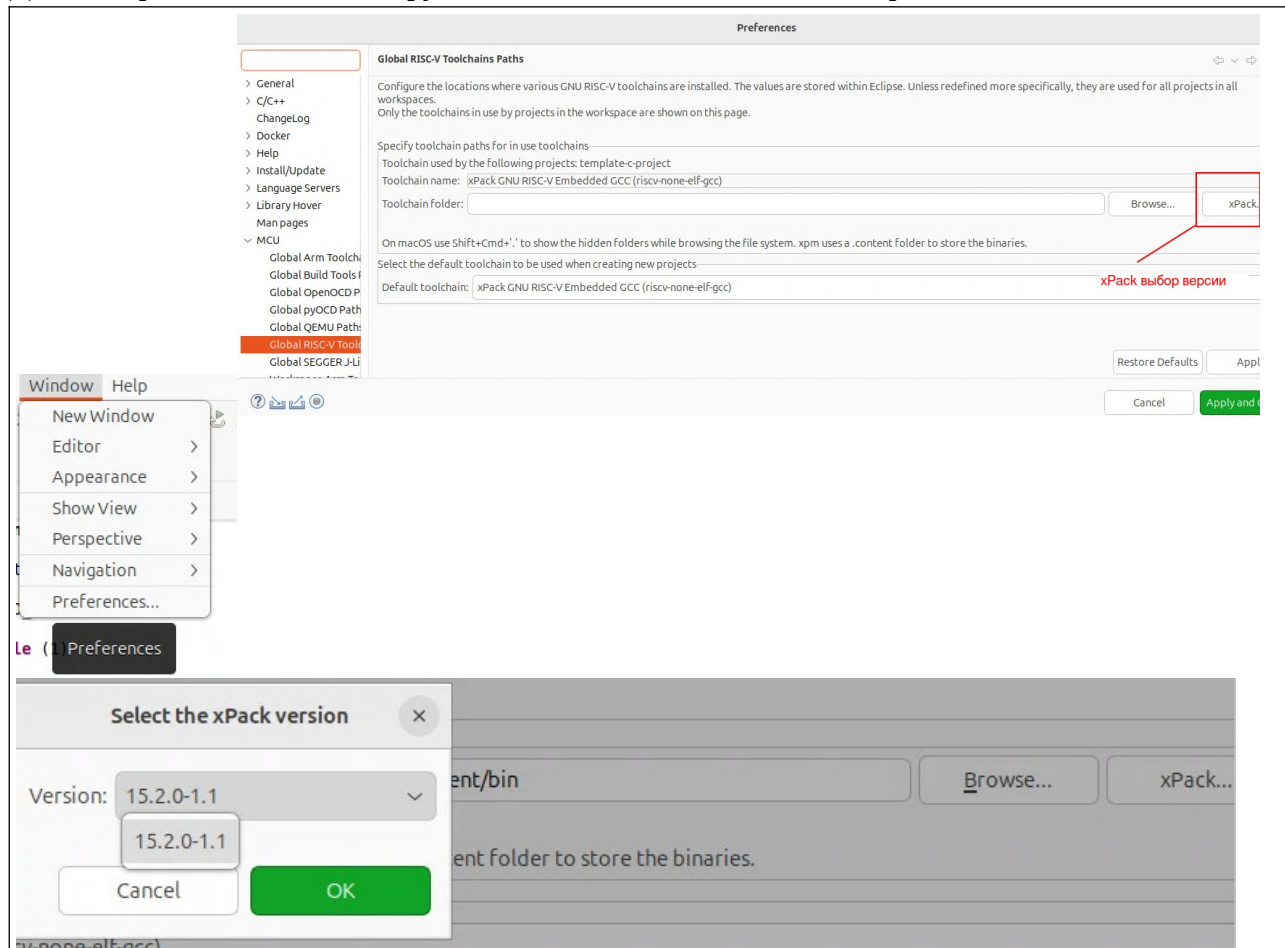 Preferences
Global RISC-V Toolchains Paths
> General
> C/C++
ChangeLog
> Docker
> Help
> Install/Update
> Language Servers
> Library Hover
Man pages
MCU
Global Arm Toolcha
Global Build Tools P
Global OpenOCD P
Global pyOCD Path
Global QEMU Paths
Global RISC-V Toolc
Global SEGGER J-Li
Configure the locations where various GNU RISC-V toolchains are installed. The values are stored within Eclipse. Unless redefined more specifically, they are used for all projects in all
workspaces.
Only the toolchains in use by projects in the workspace are shown on this page.
Specify toolchain paths for in use toolchains
Toolchain used by the following projects: template-c-project
Toolchain name: xPack GNU RISC-V Embedded GCC (riscv-none-elf-gcc)
Toolchain folder: Browse... xPack.
On macOS use Shift+Cmd+'.' to show the hidden folders while browsing the file system. xpm uses a .content folder to store the binaries.
Select the default toolchain to be used when creating new projects
Default toolchain: xPack GNU RISC-V Embedded GCC (riscv-none-elf-gcc)
xPack выбор версии
Restore Defaults Appl
Cancel Apply and
Window Help
New Window
Editor >
Appearance >
Show View >
Perspective >
Navigation >
Preferences...
le (1) Preferences
Select the xPack version ×
Version: 15.2.0-1.1
15.2.0-1.1
Cancel OK
ent/bin Browse... xPack...
ent folder to store the binaries.